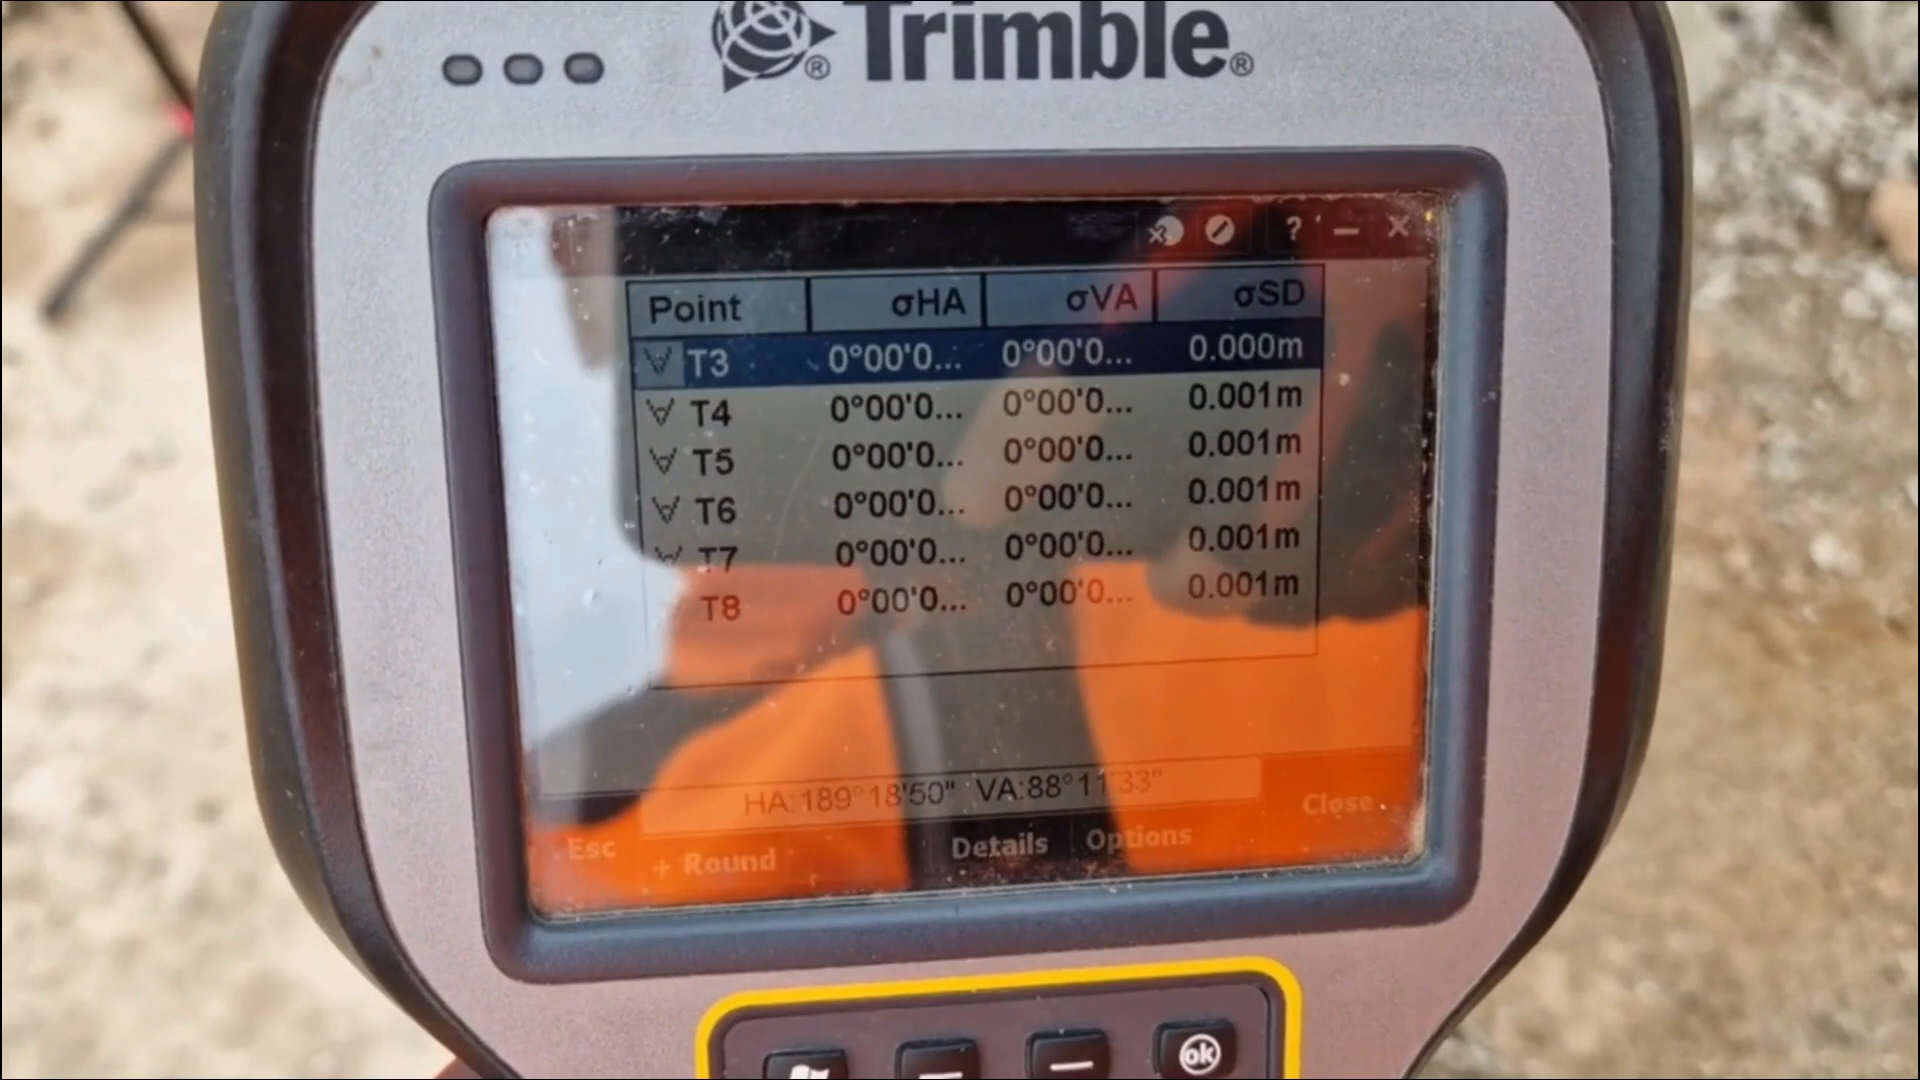 Trimble®
?
Point σHA σVA σSD
T3 0°00'0... 0°00'0... 0.000m
T4 0°00'0... 0°00'0... 0.001m
T5 0°00'0... 0°00'0... 0.001m
T6 0°00'0... 0°00'0... 0.001m
T7 0°00'0... 0°00'0... 0.001m
T8 0°00'0... 0°00'0... 0.001m
HA:189°18'50" VA:88°11'33"
Esc + Round Details Options Close
ok